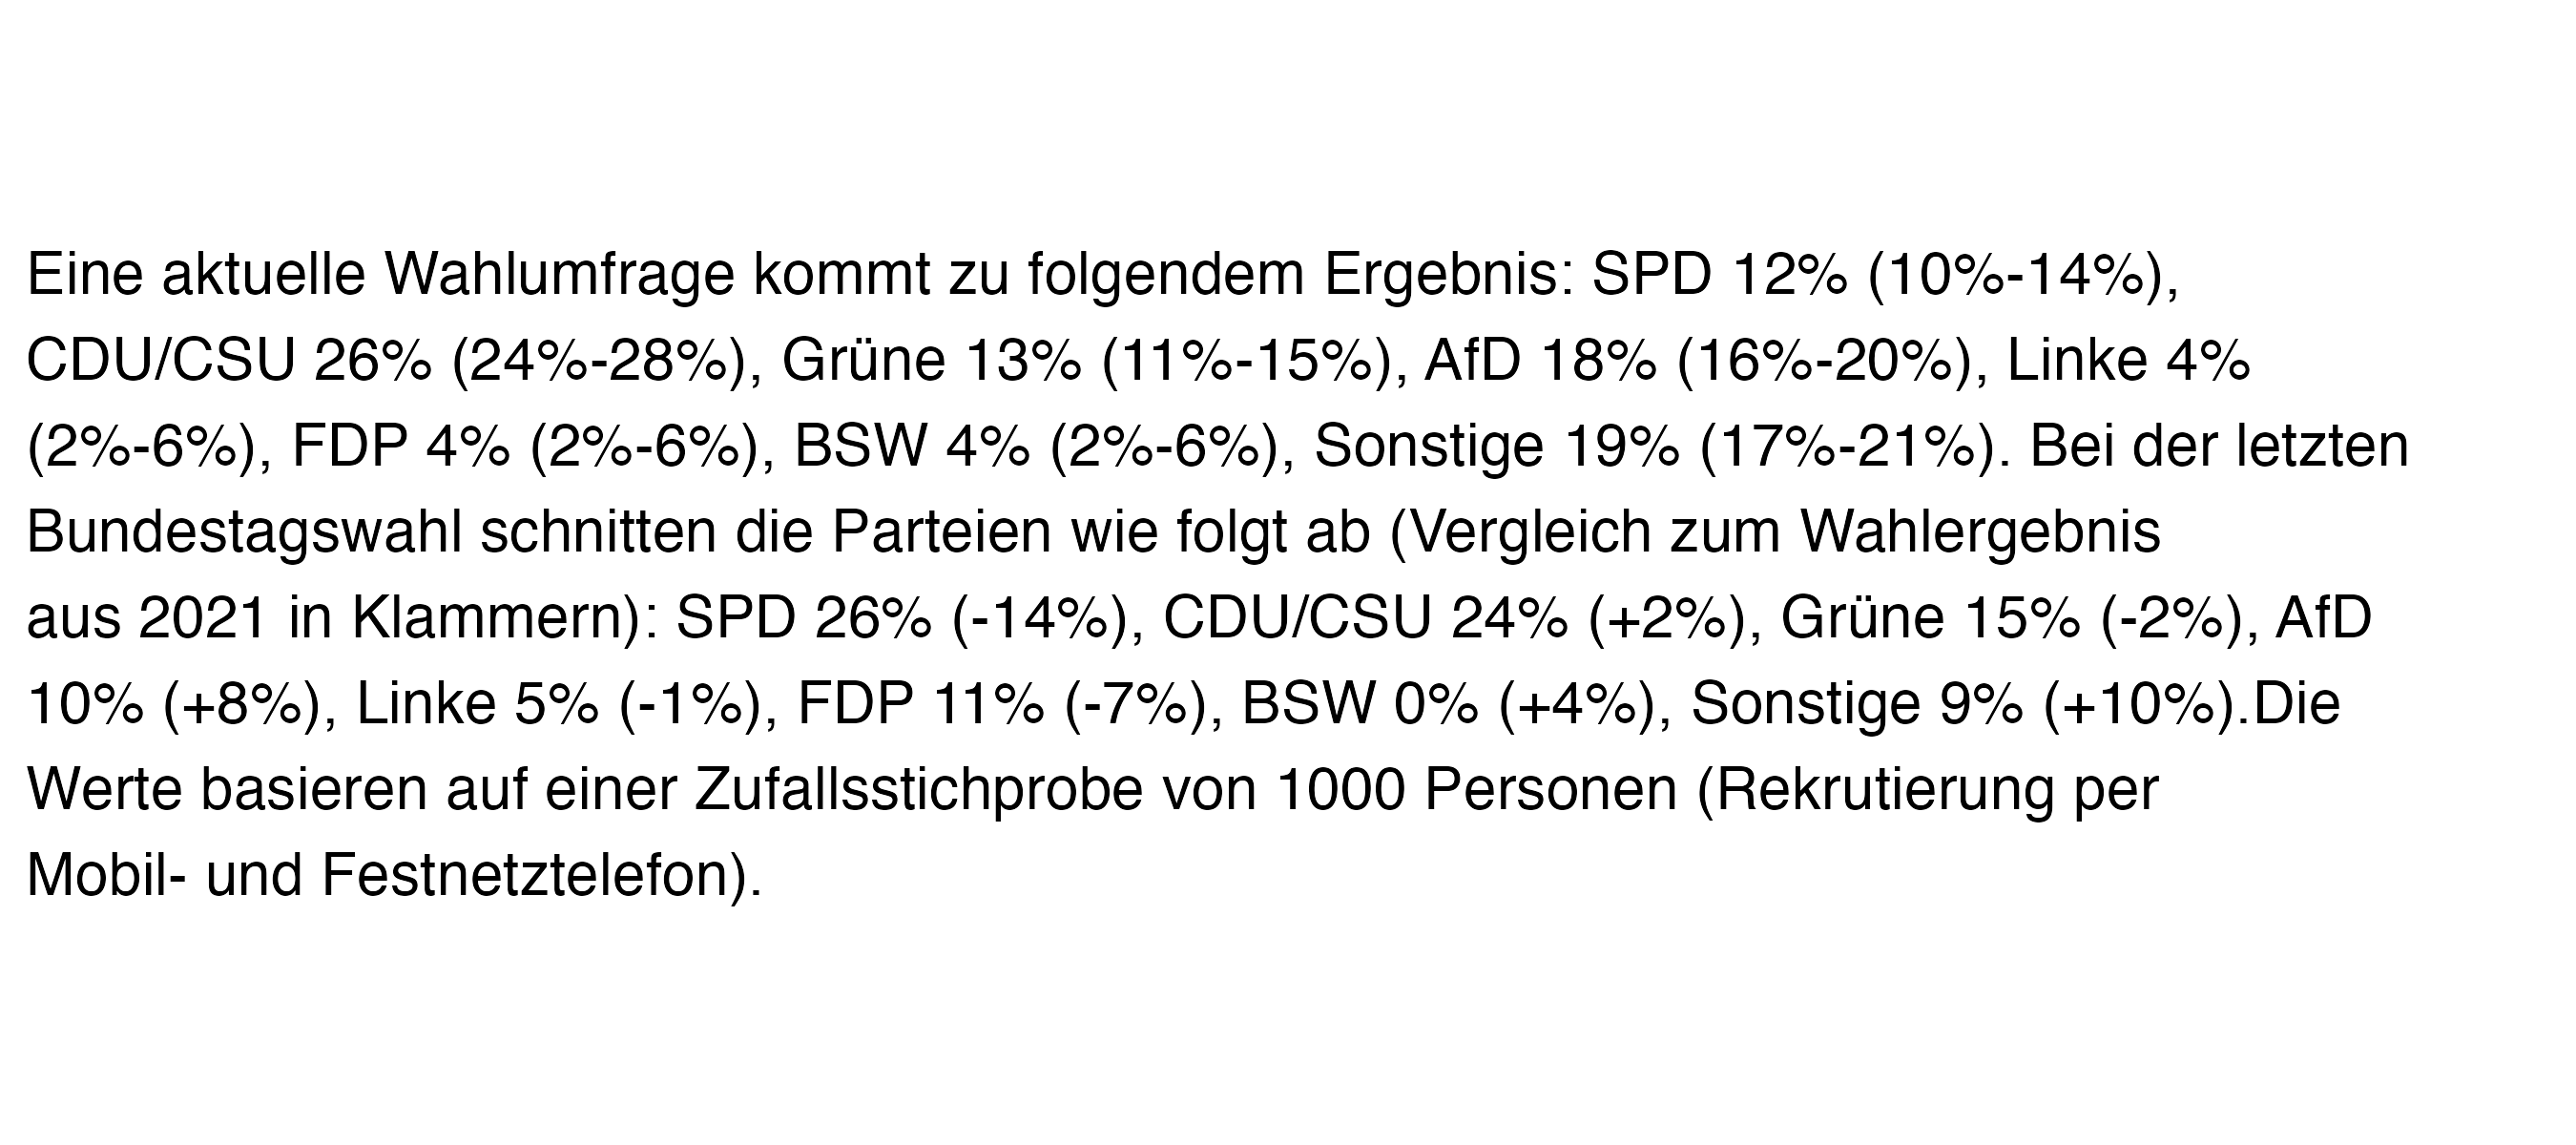 Eine aktuelle Wahlumfrage kommt zu folgendem Ergebnis: SPD 12% (10%-14%),
CDU/CSU 26% (24%-28%), Grüne 13% (11%-15%), AfD 18% (16%-20%), Linke 4%
(2%-6%), FDP 4% (2%-6%), BSW 4% (2%-6%), Sonstige 19% (17%-21%). Bei der letzten
Bundestagswahl schnitten die Parteien wie folgt ab (Vergleich zum Wahlergebnis
aus 2021 in Klammern): SPD 26% (-14%), CDU/CSU 24% (+2%), Grüne 15% (-2%), AfD
10% (+8%), Linke 5% (-1%), FDP 11% (-7%), BSW 0% (+4%), Sonstige 9% (+10%).Die
Werte basieren auf einer Zufallsstichprobe von 1000 Personen (Rekrutierung per
Mobil- und Festnetztelefon).